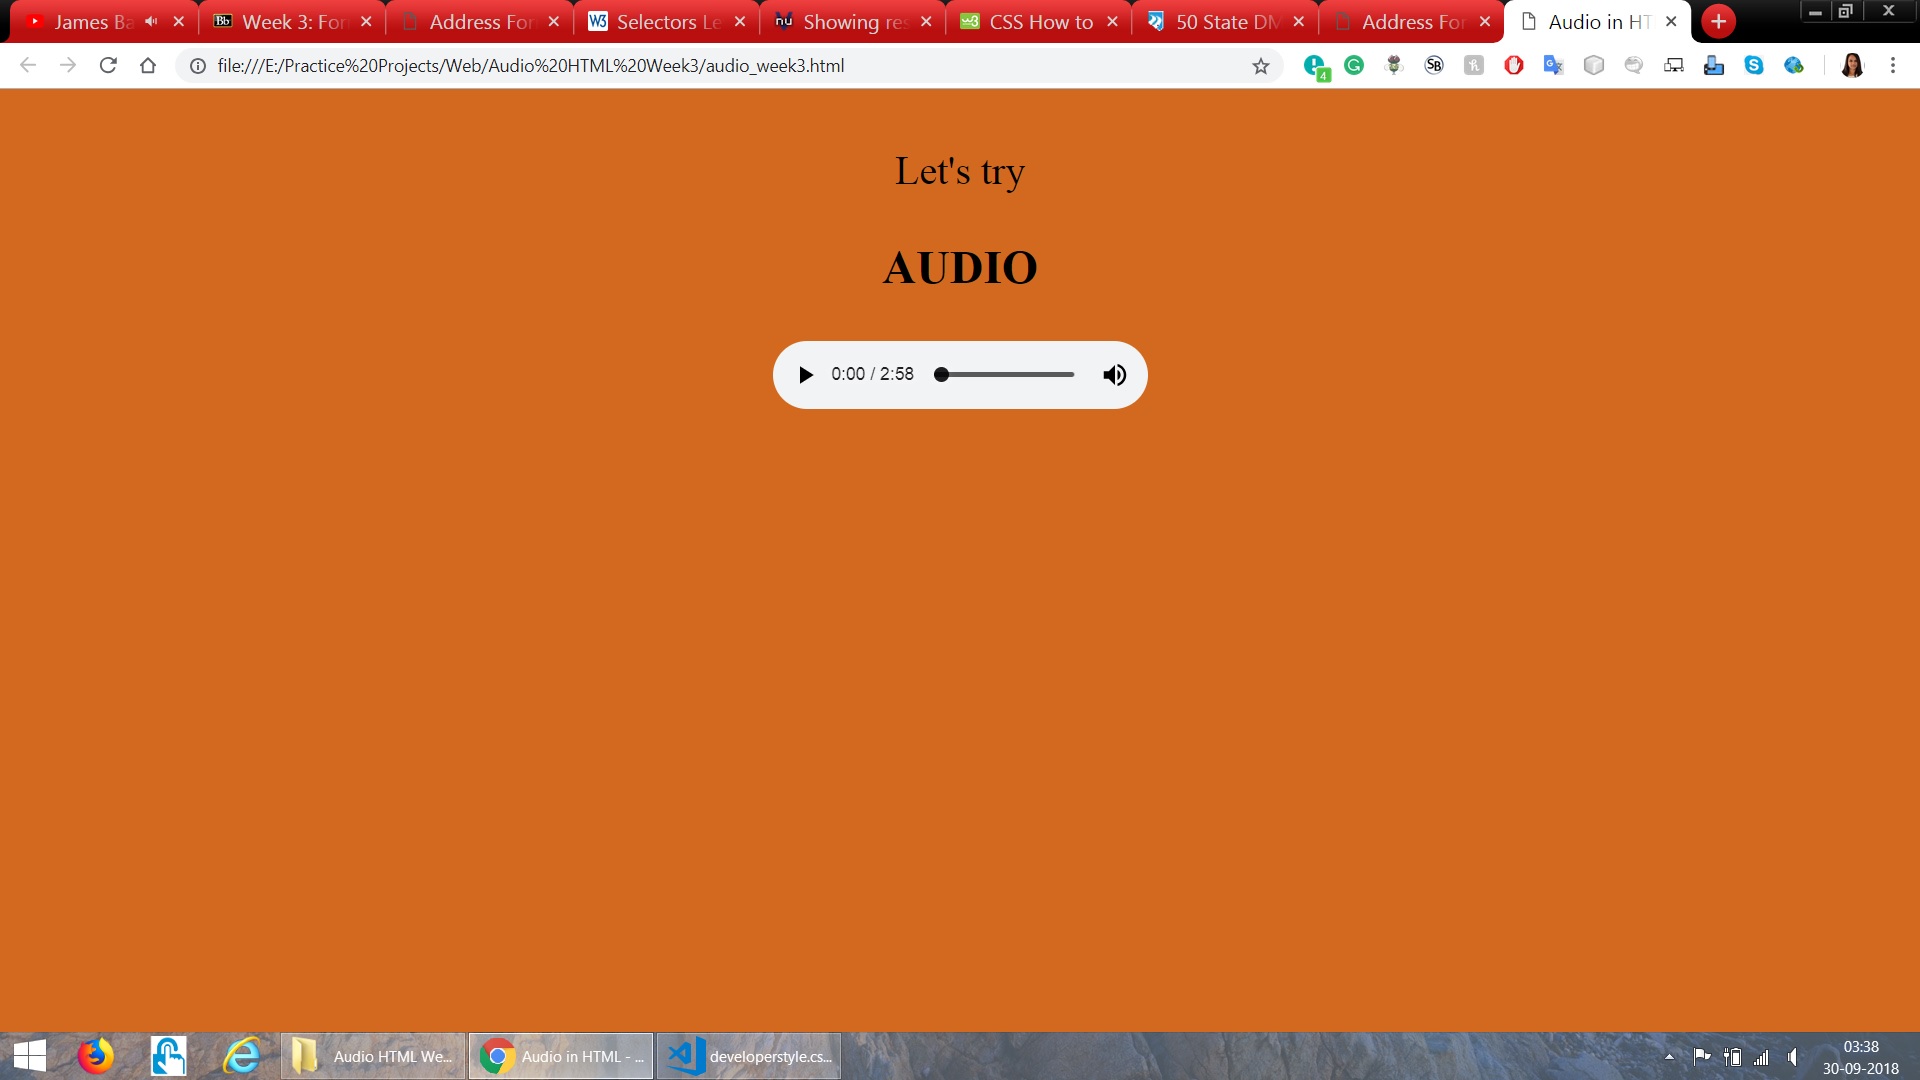 James Ba
Week 3: For
Address For
Selectors Le
Showing res
CSS How to
50 State DM
Address For
Audio in HT
file:///E:/Practice%20Projects/Web/Audio%20HTML%20Week3/audio_week3.html
4
Let's try
AUDIO
0:00 / 2:58
Audio HTML We...
Audio in HTML - ...
developerstyle.cs...
03:38
30-09-2018